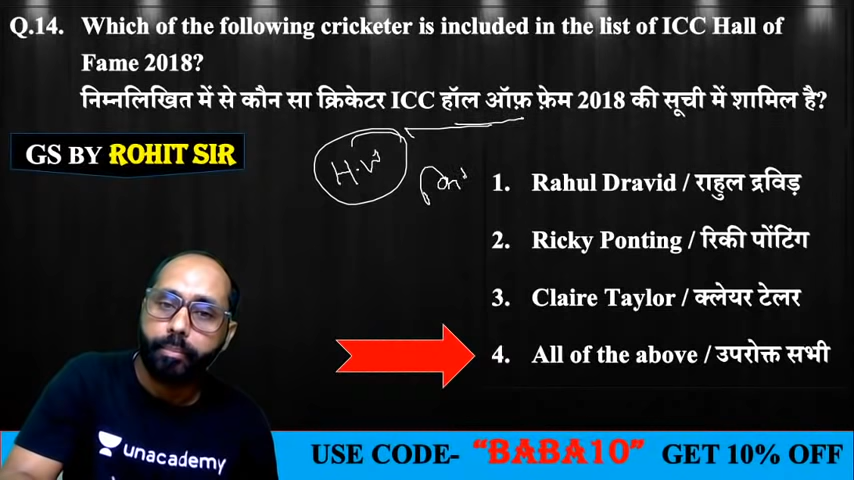 Q.14. Which of the following cricketer is included in the list of ICC Hall of
Fame 2018?
निम्नलिखित में से कौन सा क्रिकेटर ICC हॉल ऑफ़ फ़ेम 2018 की सूची में शामिल है?
GS BY ROHIT SIR
H.W
1. Rahul Dravid / राहुल द्रविड़
2. Ricky Ponting / रिकी पोंटिंग
3. Claire Taylor / क्लेयर टेलर
4. All of the above / उपरोक्त सभी
unacademy
USE CODE- “BABA10” GET 10% OFF